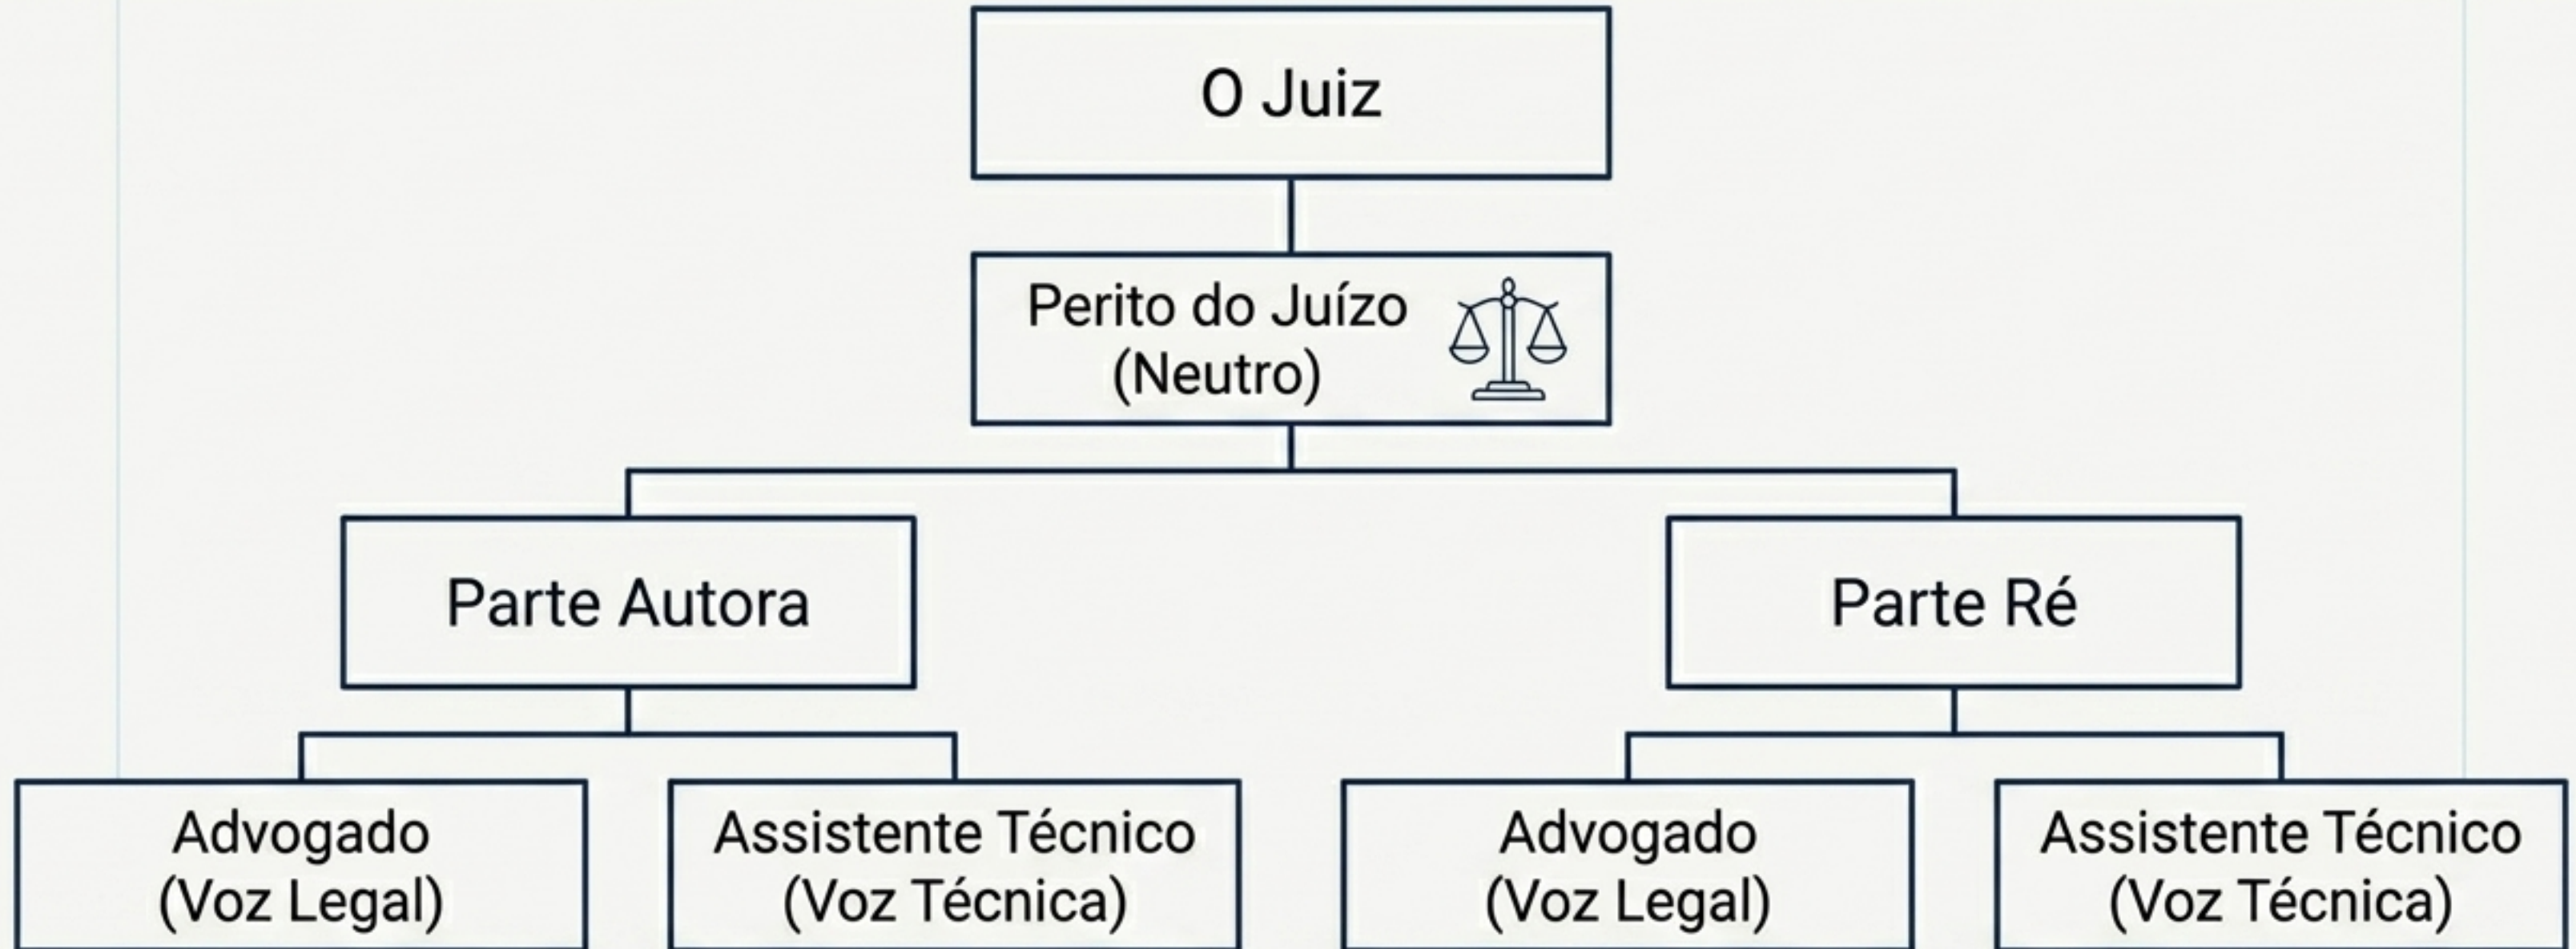 O Juiz
Perito do Juízo
(Neutro)
Parte Autora
Parte Ré
Advogado
(Voz Legal)
Assistente Técnico
(Voz Técnica)
Advogado
(Voz Legal)
Assistente Técnico
(Voz Técnica)